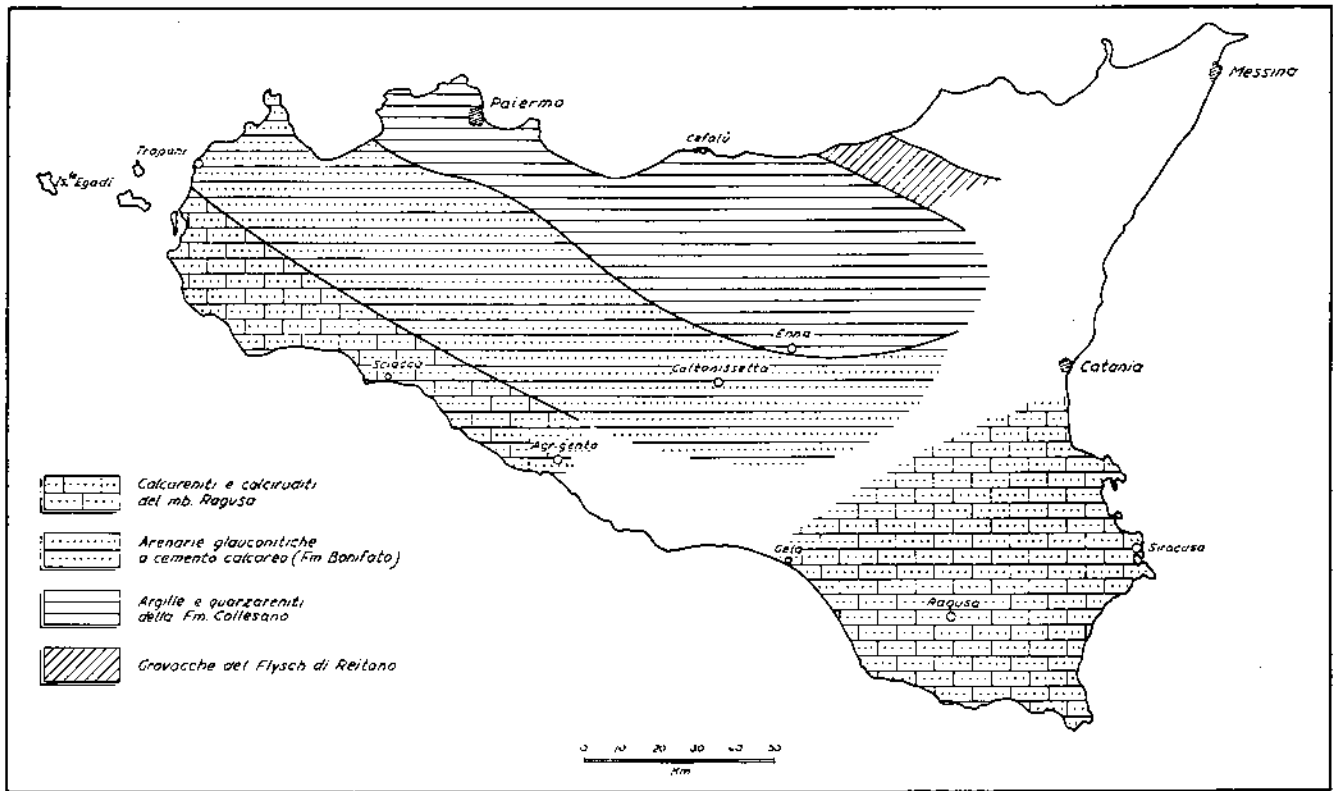 Messina
Palermo
Cefalù
Trapani
Is.le Egadi
Enna
Caltanissetta
Catania
Sciacca
Agrigento
Gela
Siracusa
Ragusa
Calcareniti e calciruditi
del mb. Ragusa
Arenarie glauconitiche
a cemento calcareo (Fm Bonifato)
Argille e quarzareniti
della Fm. Collesano
Grovacche del Flysch di Reitano
0 10 20 30 40 50
Km